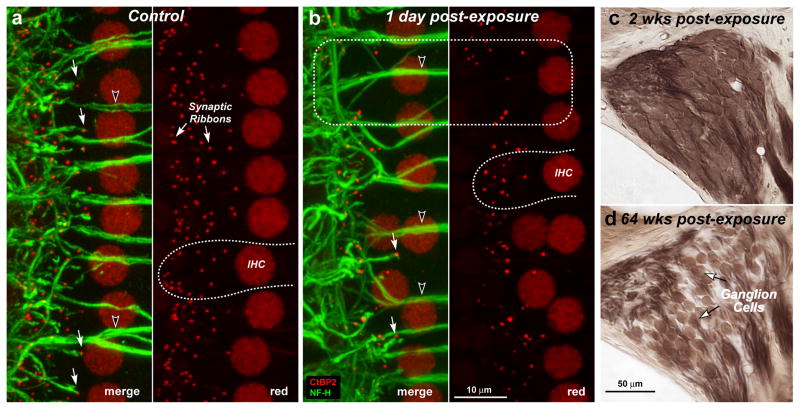 a
Control
Synaptic
Ribbons
IHC
merge
red
b
1 day post-exposure
IHC
CtBP2
NF-H
merge
10 µm
red
c
2 wks post-exposure
d
64 wks post-exposure
Ganglion
Cells
50 µm